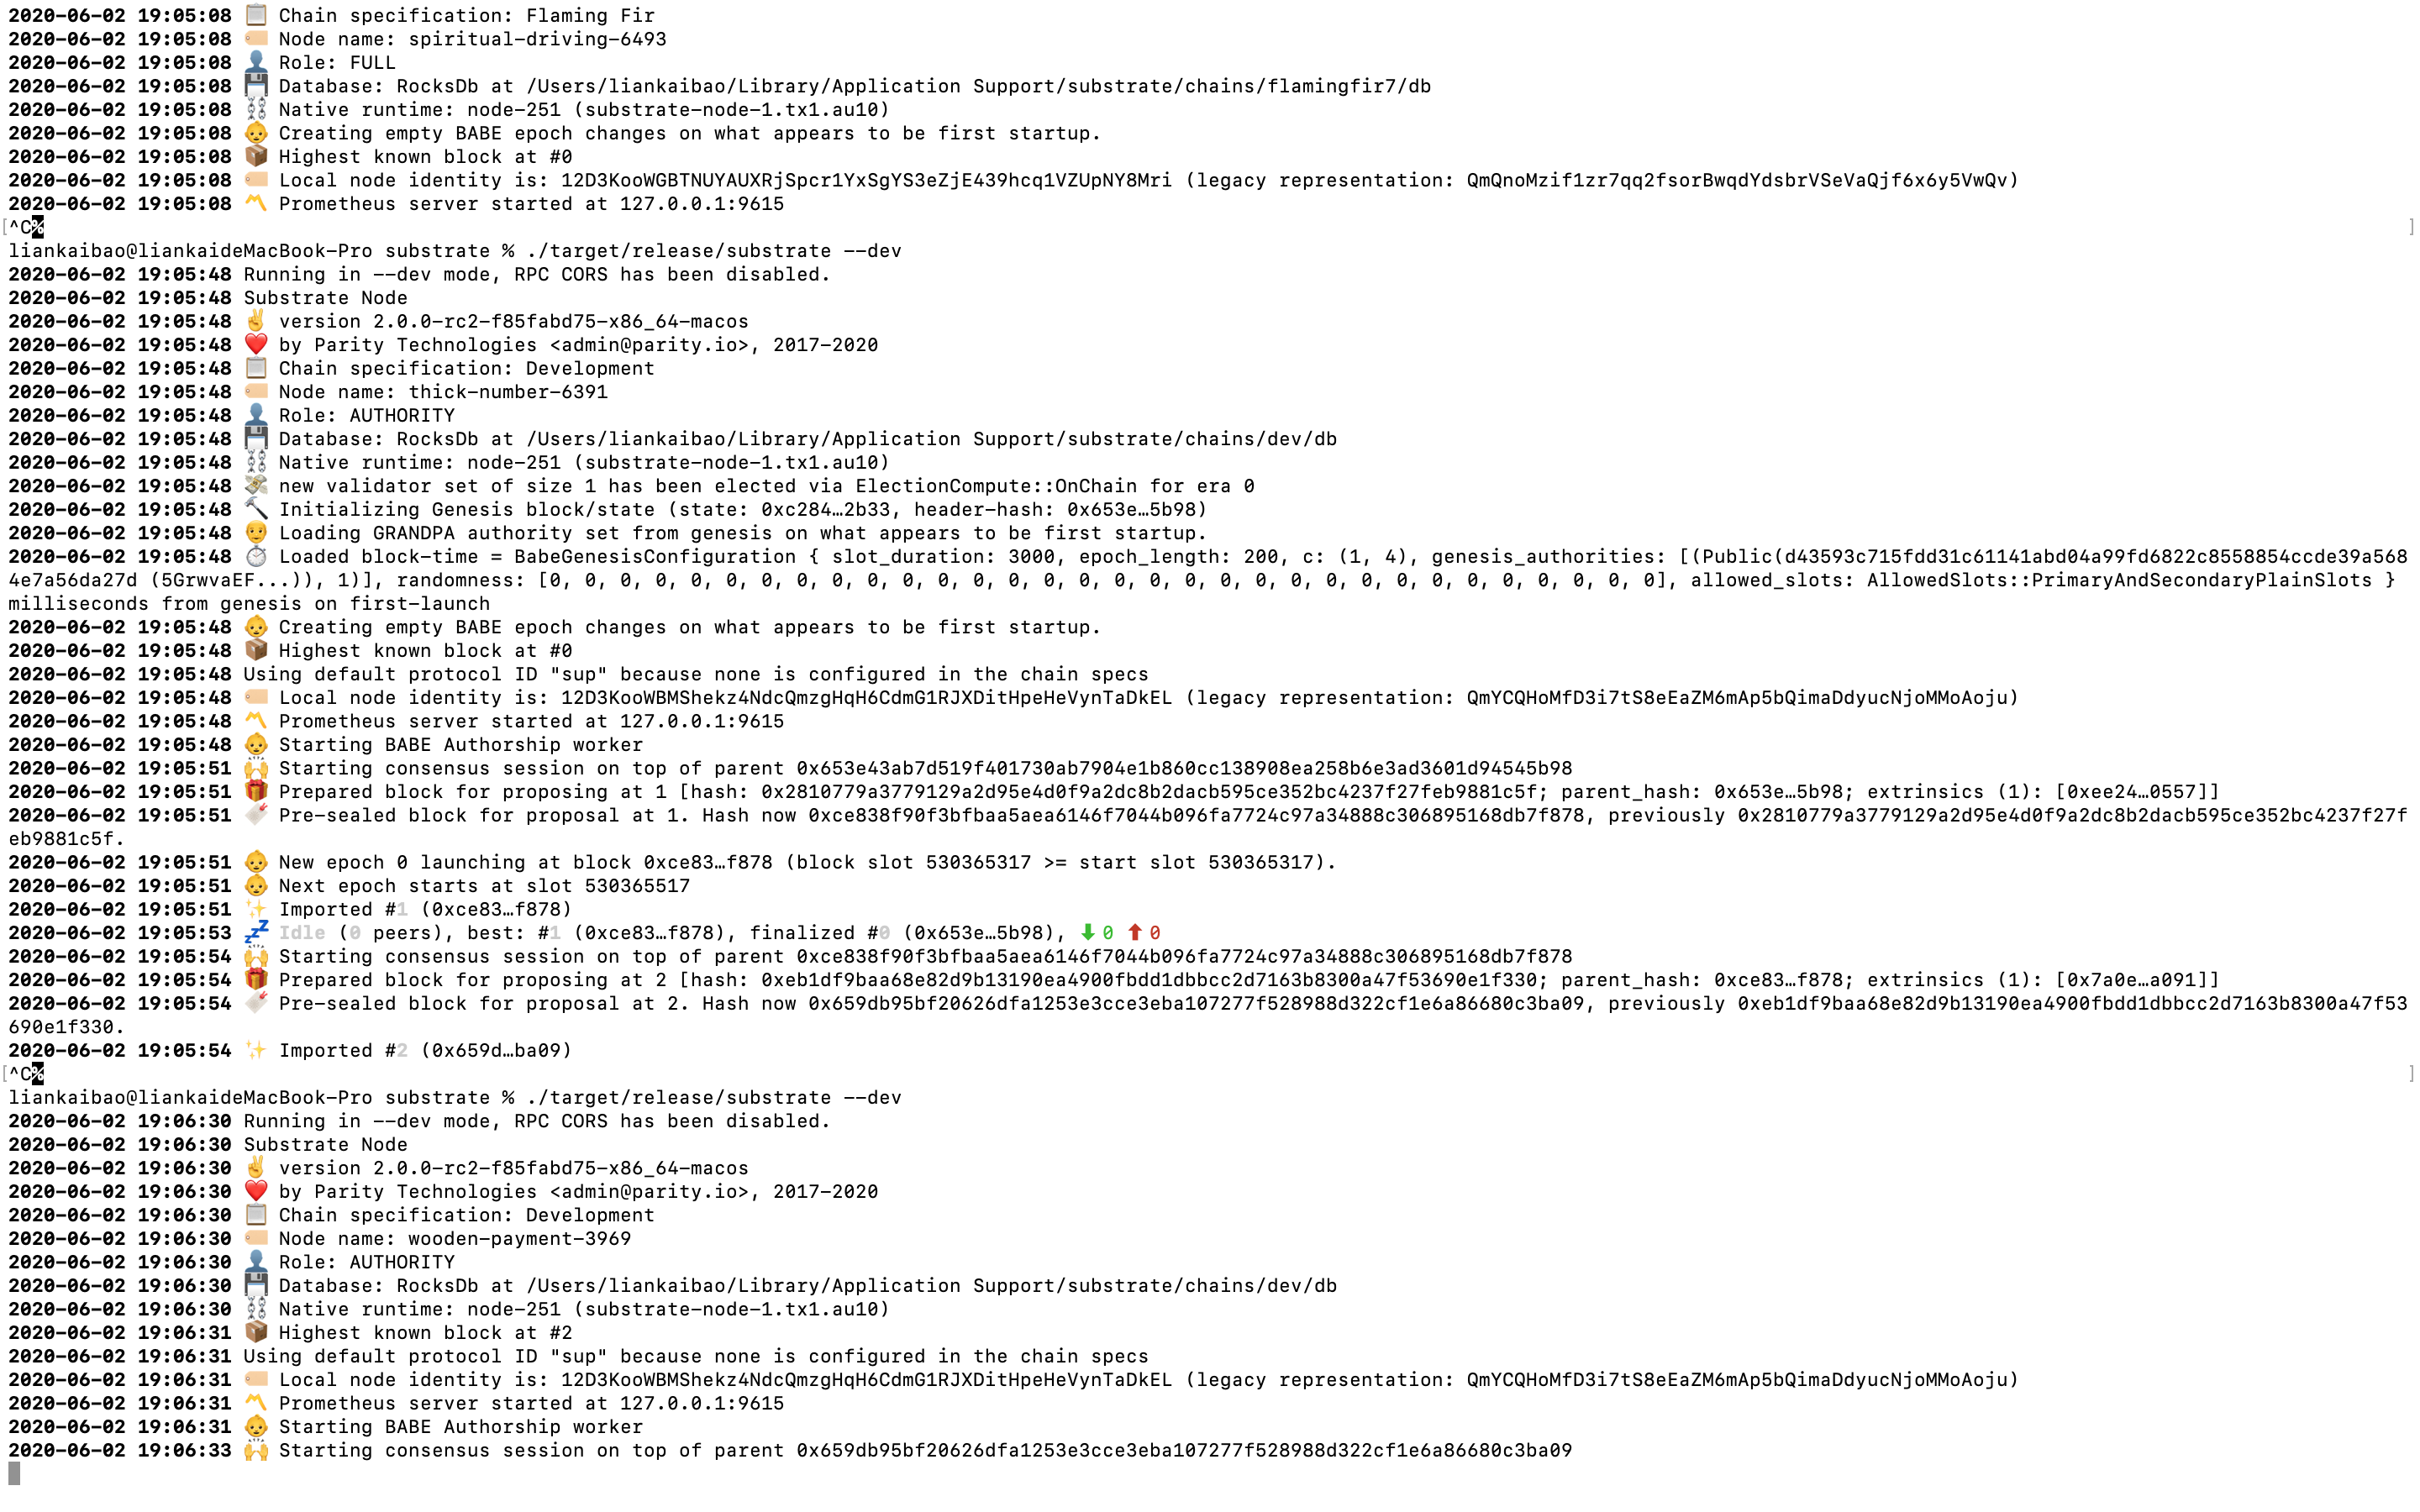 2020-06-02 19:05:08 📋 Chain specification: Flaming Fir
2020-06-02 19:05:08 🏷 Node name: spiritual-driving-6493
2020-06-02 19:05:08 👤 Role: FULL
2020-06-02 19:05:08 💾 Database: RocksDb at /Users/liankaibao/Library/Application Support/substrate/chains/flamingfir7/db
2020-06-02 19:05:08 ⛓ Native runtime: node-251 (substrate-node-1.tx1.au10)
2020-06-02 19:05:08 👶 Creating empty BABE epoch changes on what appears to be first startup.
2020-06-02 19:05:08 📦 Highest known block at #0
2020-06-02 19:05:08 🏷 Local node identity is: 12D3KooWGBTNUYAUXRjSpcr1YxSgYS3eZjE439hcq1VZUpNY8Mri (legacy representation: QmQnoMzif1zr7qq2fsorBwqdYdsbrVSeVaQjf6x6y5VwQv)
2020-06-02 19:05:08 〽️ Prometheus server started at 127.0.0.1:9615
[^C% ]
liankaibao@liankaideMacBook-Pro substrate % ./target/release/substrate --dev
2020-06-02 19:05:48 Running in --dev mode, RPC CORS has been disabled.
2020-06-02 19:05:48 Substrate Node
2020-06-02 19:05:48 ✌️ version 2.0.0-rc2-f85fabd75-x86_64-macos
2020-06-02 19:05:48 ❤️ by Parity Technologies <admin@parity.io>, 2017-2020
2020-06-02 19:05:48 📋 Chain specification: Development
2020-06-02 19:05:48 🏷 Node name: thick-number-6391
2020-06-02 19:05:48 👤 Role: AUTHORITY
2020-06-02 19:05:48 💾 Database: RocksDb at /Users/liankaibao/Library/Application Support/substrate/chains/dev/db
2020-06-02 19:05:48 ⛓ Native runtime: node-251 (substrate-node-1.tx1.au10)
2020-06-02 19:05:48 💸 new validator set of size 1 has been elected via ElectionCompute::OnChain for era 0
2020-06-02 19:05:48 🔨 Initializing Genesis block/state (state: 0xc284…2b33, header-hash: 0x653e…5b98)
2020-06-02 19:05:48 👴 Loading GRANDPA authority set from genesis on what appears to be first startup.
2020-06-02 19:05:48 ⏱ Loaded block-time = BabeGenesisConfiguration { slot_duration: 3000, epoch_length: 200, c: (1, 4), genesis_authorities: [(Public(d43593c715fdd31c61141abd04a99fd6822c8558854ccde39a568
4e7a56da27d (5GrwvaEF...)), 1)], randomness: [0, 0, 0, 0, 0, 0, 0, 0, 0, 0, 0, 0, 0, 0, 0, 0, 0, 0, 0, 0, 0, 0, 0, 0, 0, 0, 0, 0, 0, 0, 0, 0], allowed_slots: AllowedSlots::PrimaryAndSecondaryPlainSlots }
milliseconds from genesis on first-launch
2020-06-02 19:05:48 👶 Creating empty BABE epoch changes on what appears to be first startup.
2020-06-02 19:05:48 📦 Highest known block at #0
2020-06-02 19:05:48 Using default protocol ID "sup" because none is configured in the chain specs
2020-06-02 19:05:48 🏷 Local node identity is: 12D3KooWBMShekz4NdcQmzgHqH6CdmG1RJXDitHpeHeVynTaDkEL (legacy representation: QmYCQHoMfD3i7tS8eEaZM6mAp5bQimaDdyucNjoMMoAoju)
2020-06-02 19:05:48 〽️ Prometheus server started at 127.0.0.1:9615
2020-06-02 19:05:48 👶 Starting BABE Authorship worker
2020-06-02 19:05:51 🙌 Starting consensus session on top of parent 0x653e43ab7d519f401730ab7904e1b860cc138908ea258b6e3ad3601d94545b98
2020-06-02 19:05:51 🎁 Prepared block for proposing at 1 [hash: 0x2810779a3779129a2d95e4d0f9a2dc8b2dacb595ce352bc4237f27feb9881c5f; parent_hash: 0x653e…5b98; extrinsics (1): [0xee24…0557]]
2020-06-02 19:05:51 🔖 Pre-sealed block for proposal at 1. Hash now 0xce838f90f3bfbaa5aea6146f7044b096fa7724c97a34888c306895168db7f878, previously 0x2810779a3779129a2d95e4d0f9a2dc8b2dacb595ce352bc4237f27f
eb9881c5f.
2020-06-02 19:05:51 👶 New epoch 0 launching at block 0xce83…f878 (block slot 530365317 >= start slot 530365317).
2020-06-02 19:05:51 👶 Next epoch starts at slot 530365517
2020-06-02 19:05:51 ✨ Imported #1 (0xce83…f878)
2020-06-02 19:05:53 💤 Idle (0 peers), best: #1 (0xce83…f878), finalized #0 (0x653e…5b98), ⬇ 0 ⬆ 0
2020-06-02 19:05:54 🙌 Starting consensus session on top of parent 0xce838f90f3bfbaa5aea6146f7044b096fa7724c97a34888c306895168db7f878
2020-06-02 19:05:54 🎁 Prepared block for proposing at 2 [hash: 0xeb1df9baa68e82d9b13190ea4900fbdd1dbbcc2d7163b8300a47f53690e1f330; parent_hash: 0xce83…f878; extrinsics (1): [0x7a0e…a091]]
2020-06-02 19:05:54 🔖 Pre-sealed block for proposal at 2. Hash now 0x659db95bf20626dfa1253e3cce3eba107277f528988d322cf1e6a86680c3ba09, previously 0xeb1df9baa68e82d9b13190ea4900fbdd1dbbcc2d7163b8300a47f53
690e1f330.
2020-06-02 19:05:54 ✨ Imported #2 (0x659d…ba09)
[^C% ]
liankaibao@liankaideMacBook-Pro substrate % ./target/release/substrate --dev
2020-06-02 19:06:30 Running in --dev mode, RPC CORS has been disabled.
2020-06-02 19:06:30 Substrate Node
2020-06-02 19:06:30 ✌️ version 2.0.0-rc2-f85fabd75-x86_64-macos
2020-06-02 19:06:30 ❤️ by Parity Technologies <admin@parity.io>, 2017-2020
2020-06-02 19:06:30 📋 Chain specification: Development
2020-06-02 19:06:30 🏷 Node name: wooden-payment-3969
2020-06-02 19:06:30 👤 Role: AUTHORITY
2020-06-02 19:06:30 💾 Database: RocksDb at /Users/liankaibao/Library/Application Support/substrate/chains/dev/db
2020-06-02 19:06:30 ⛓ Native runtime: node-251 (substrate-node-1.tx1.au10)
2020-06-02 19:06:31 📦 Highest known block at #2
2020-06-02 19:06:31 Using default protocol ID "sup" because none is configured in the chain specs
2020-06-02 19:06:31 🏷 Local node identity is: 12D3KooWBMShekz4NdcQmzgHqH6CdmG1RJXDitHpeHeVynTaDkEL (legacy representation: QmYCQHoMfD3i7tS8eEaZM6mAp5bQimaDdyucNjoMMoAoju)
2020-06-02 19:06:31 〽️ Prometheus server started at 127.0.0.1:9615
2020-06-02 19:06:31 👶 Starting BABE Authorship worker
2020-06-02 19:06:33 🙌 Starting consensus session on top of parent 0x659db95bf20626dfa1253e3cce3eba107277f528988d322cf1e6a86680c3ba09